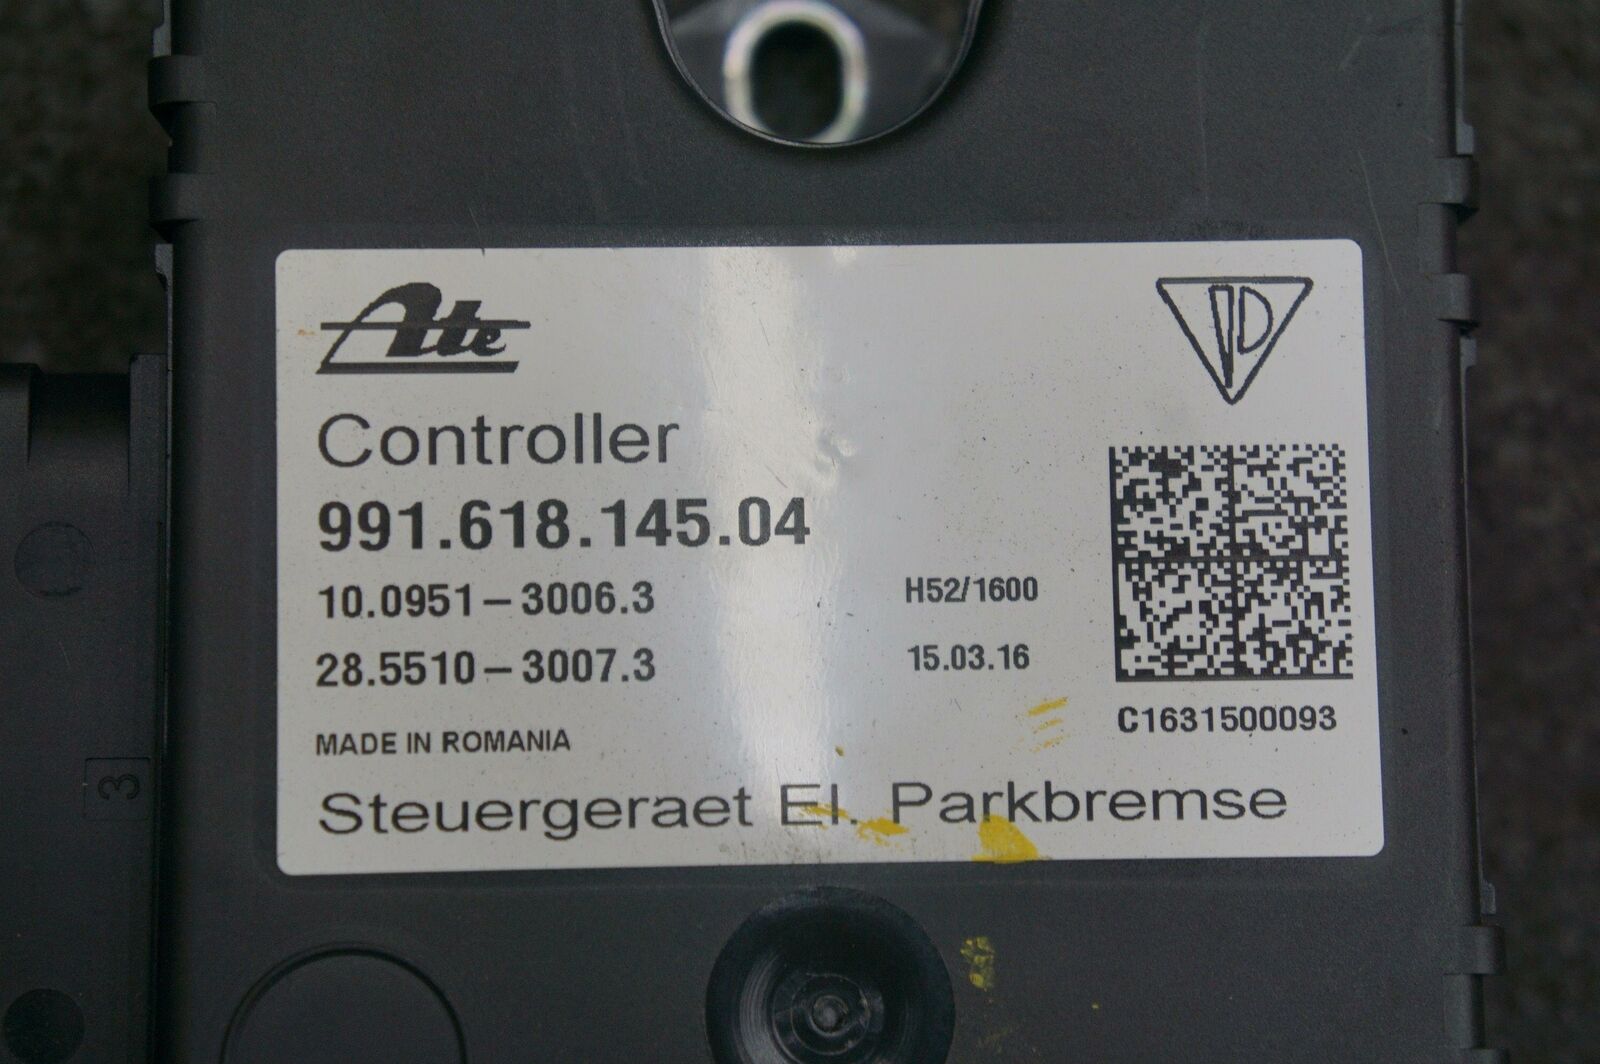 Ate
Controller
991.618.145.04
10.0951-3006.3
H52/1600
28.5510-3007.3
15.03.16
C1631500093
MADE IN ROMANIA
Steuergeraet El. Parkbremse
3